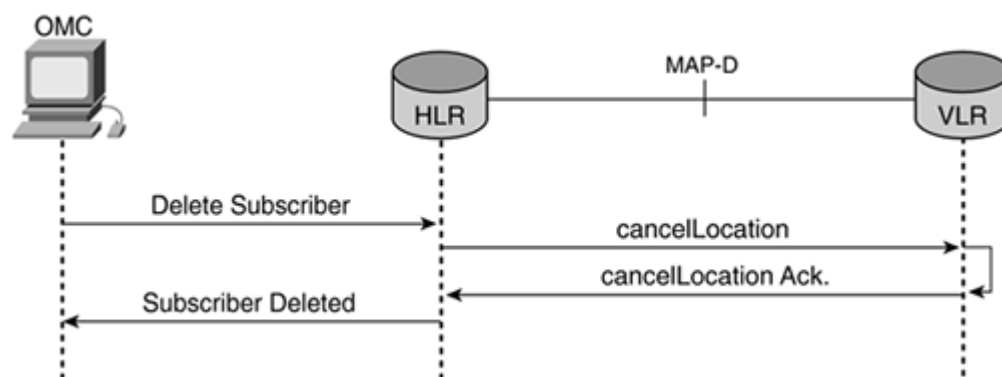 OMC
MAP-D
HLR
VLR
Delete Subscriber
cancelLocation
cancelLocation Ack.
Subscriber Deleted